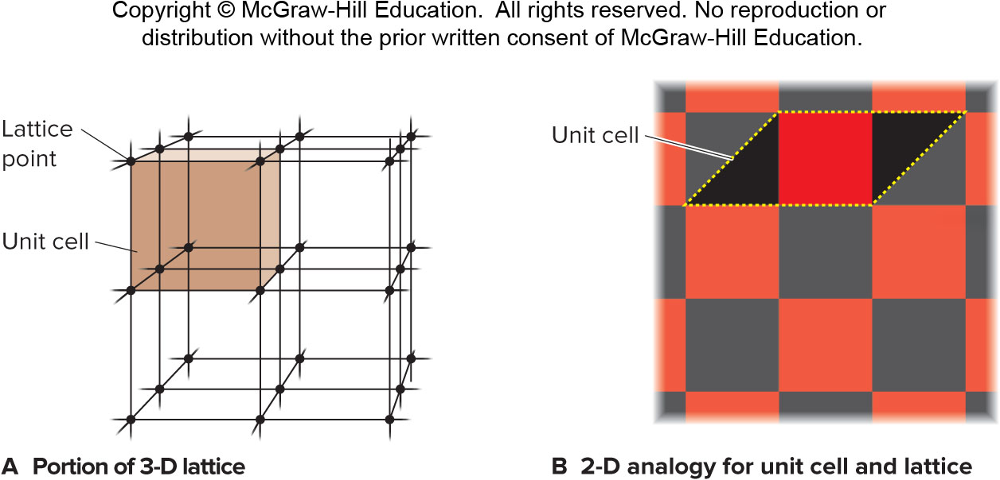 Copyright © McGraw-Hill Education.  All rights reserved. No reproduction or
distribution without the prior written consent of McGraw-Hill Education.
Lattice
point
Unit cell
A Portion of 3-D lattice
Unit cell
B 2-D analogy for unit cell and lattice